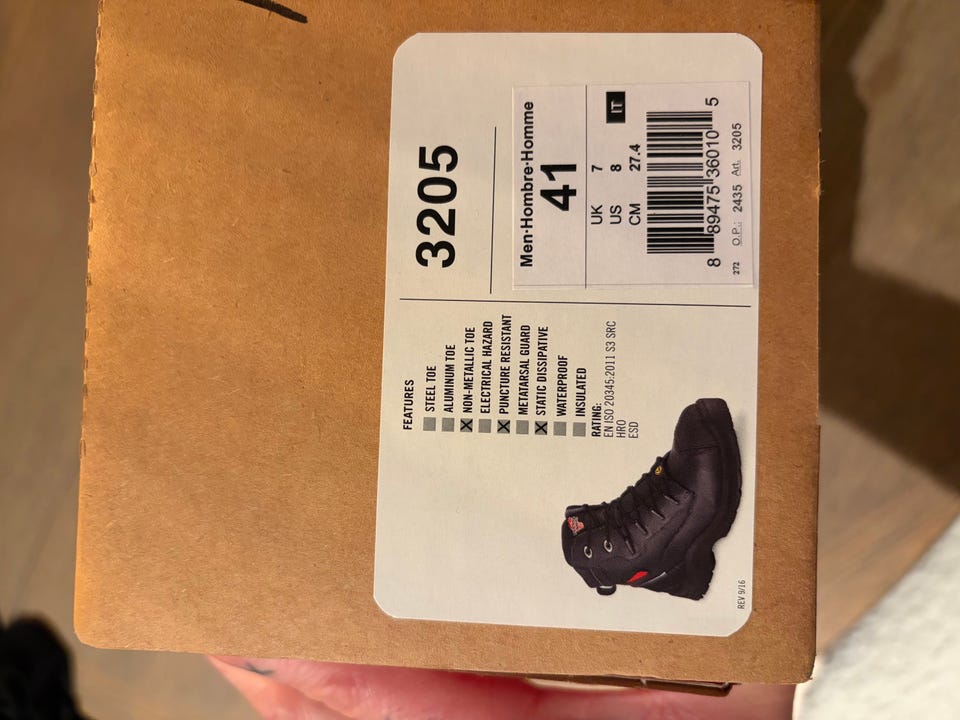 3205
Men·Hombre·Homme
41
UK 7
US 8
CM 27.4
IT
8 89475 36010 5
272 O.P.: 2435 Art. 3205
FEATURES
STEEL TOE
ALUMINUM TOE
X NON-METALLIC TOE
ELECTRICAL HAZARD
X PUNCTURE RESISTANT
METATARSAL GUARD
X STATIC DISSIPATIVE
WATERPROOF
INSULATED
RATING:
EN ISO 20345:2011 S3 SRC
HRO
ESD
REV 9/16